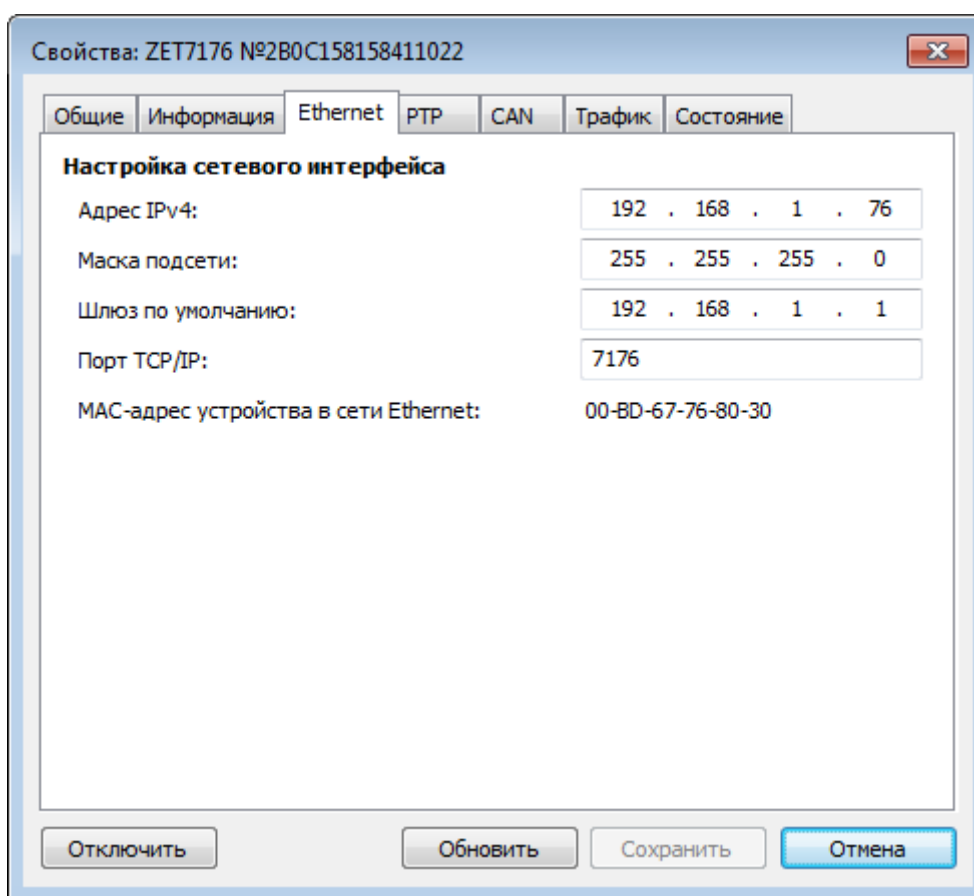 Свойства: ZET7176 №2B0C158158411022
Общие Информация Ethernet PTP CAN Трафик Состояние
Настройка сетевого интерфейса
Адрес IPv4: 192 . 168 . 1 . 76
Маска подсети: 255 . 255 . 255 . 0
Шлюз по умолчанию: 192 . 168 . 1 . 1
Порт TCP/IP: 7176
MAC-адрес устройства в сети Ethernet: 00-BD-67-76-80-30
Отключить Обновить Сохранить Отмена